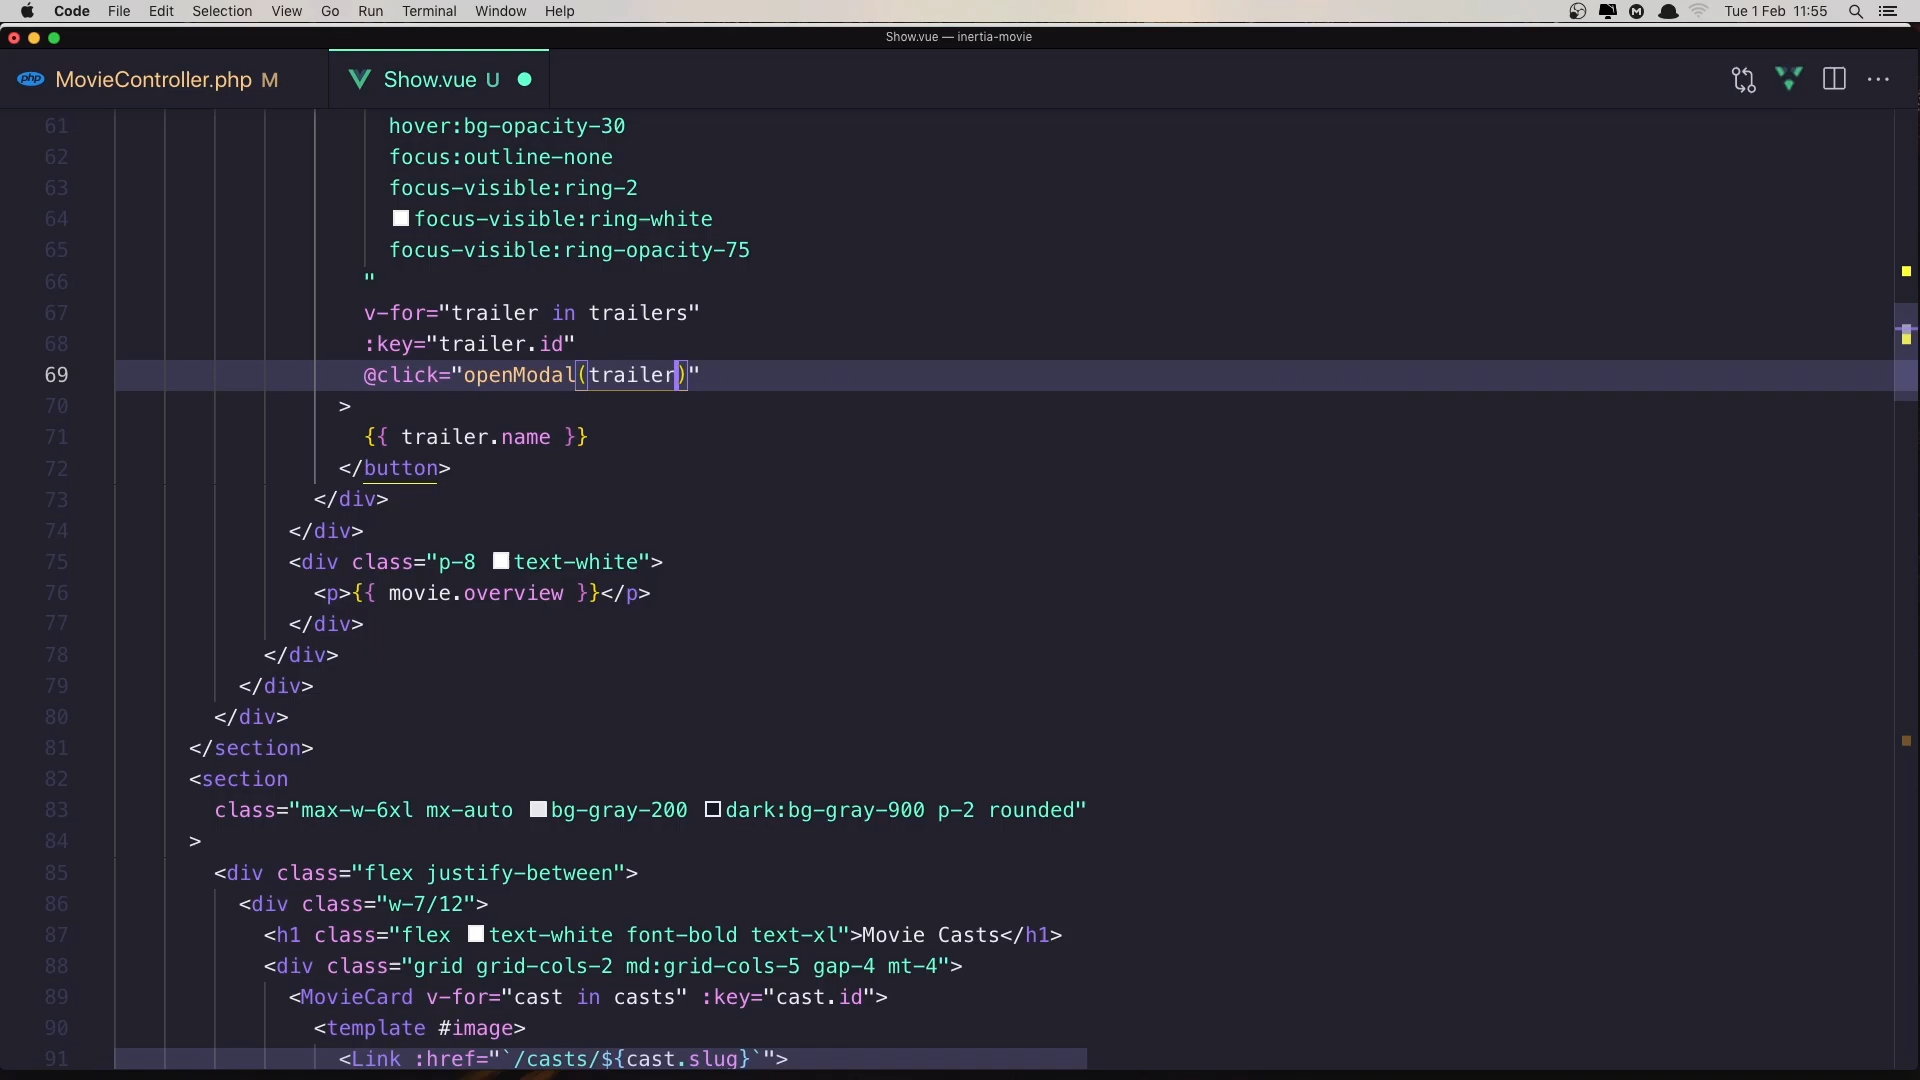 Code File Edit Selection View Go Run Terminal Window Help Tue 1 Feb 11:55
Show.vue — inertia-movie
php MovieController.php M Show.vue U
61 hover:bg-opacity-30
62 focus:outline-none
63 focus-visible:ring-2
64 focus-visible:ring-white
65 focus-visible:ring-opacity-75
66 "
67 v-for="trailer in trailers"
68 :key="trailer.id"
69 @click="openModal(trailer)"
70 >
71 {{ trailer.name }}
72 </button>
73 </div>
74 </div>
75 <div class="p-8 text-white">
76 <p>{{ movie.overview }}</p>
77 </div>
78 </div>
79 </div>
80 </div>
81 </section>
82 <section
83 class="max-w-6xl mx-auto bg-gray-200 dark:bg-gray-900 p-2 rounded"
84 >
85 <div class="flex justify-between">
86 <div class="w-7/12">
87 <h1 class="flex text-white font-bold text-xl">Movie Casts</h1>
88 <div class="grid grid-cols-2 md:grid-cols-5 gap-4 mt-4">
89 <MovieCard v-for="cast in casts" :key="cast.id">
90 <template #image>
91 <Link :href="`/casts/${cast.slug}`">